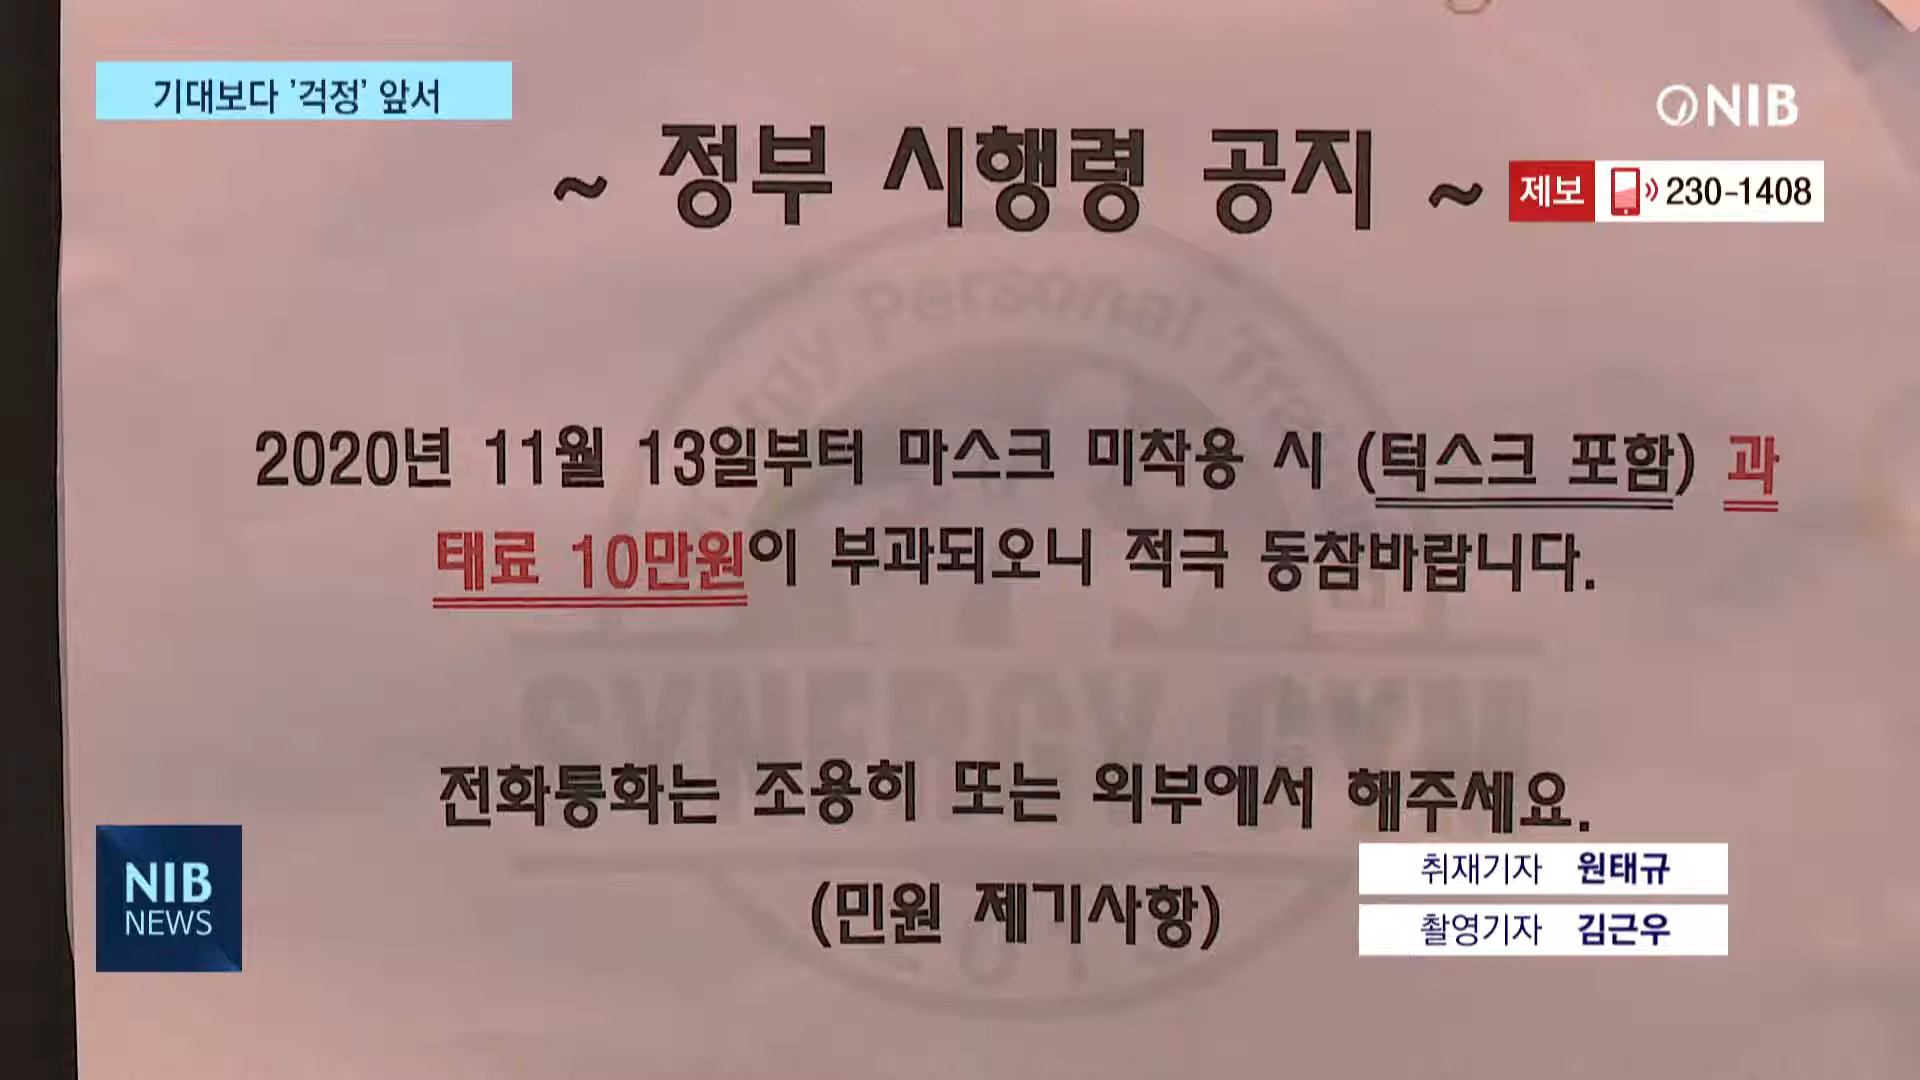 기대보다 '걱정' 앞서
NIB
제보 230-1408
~ 정부 시행령 공지 ~
Personal
2020년 11월 13일부터 마스크 미착용 시 (턱스크 포함) 과
태료 10만원이 부과되오니 적극 동참바랍니다.
SYNERGY GYM
전화통화는 조용히 또는 외부에서 해주세요.
(민원 제기사항)
취재기자 원태규
촬영기자 김근우
NIB
NEWS